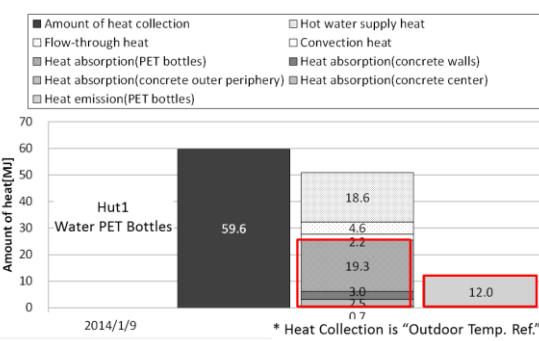 Amount of heat collection Hot water supply heat
Flow-through heat Convection heat
Heat absorption(PET bottles) Heat absorption(concrete walls)
Heat absorption(concrete outer periphery) Heat absorption(concrete center)
Heat emission(PET bottles)
Amount of heat[MJ]
70
60
50
40
30
20
10
0
Hut1
Water PET Bottles
59.6
18.6
4.6
2.2
19.3
3.0
2.5
0.7
12.0
2014/1/9
* Heat Collection is “Outdoor Temp. Ref.”